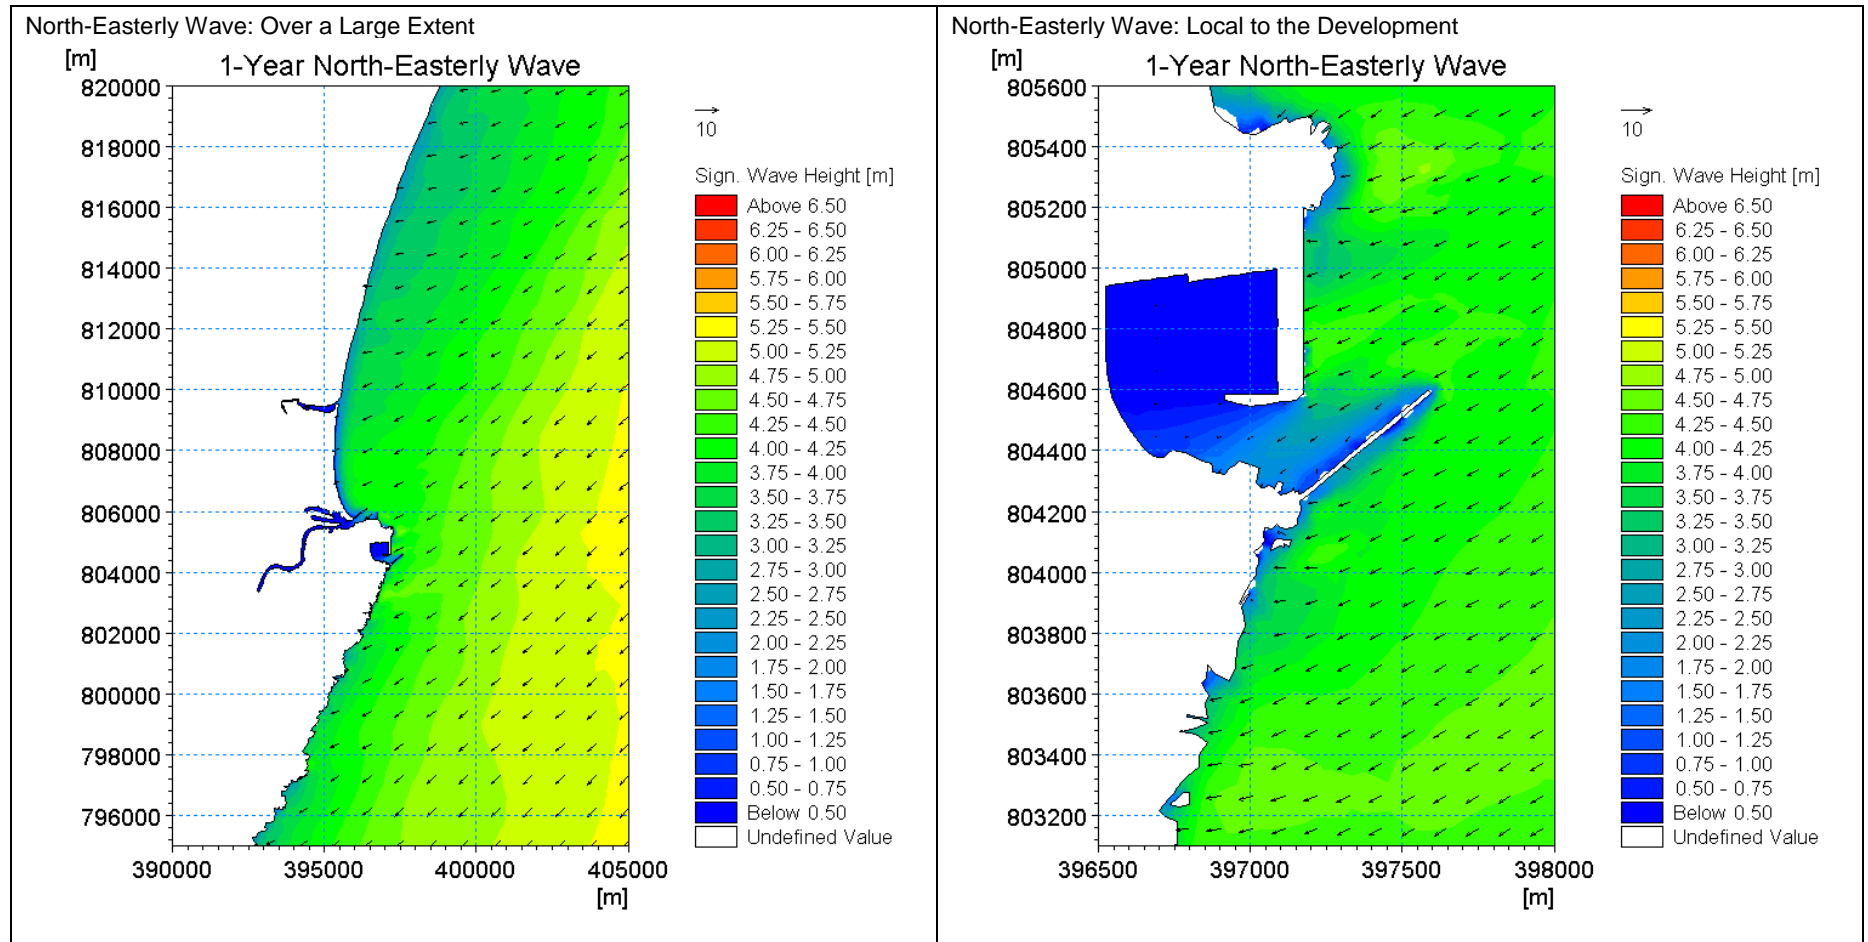 North-Easterly Wave: Over a Large Extent
[m]
1-Year North-Easterly Wave
820000
818000
816000
814000
812000
810000
808000
806000
804000
802000
800000
798000
796000
390000 395000 400000 405000
[m]
10
Sign. Wave Height [m]
Above 6.50
6.25 - 6.50
6.00 - 6.25
5.75 - 6.00
5.50 - 5.75
5.25 - 5.50
5.00 - 5.25
4.75 - 5.00
4.50 - 4.75
4.25 - 4.50
4.00 - 4.25
3.75 - 4.00
3.50 - 3.75
3.25 - 3.50
3.00 - 3.25
2.75 - 3.00
2.50 - 2.75
2.25 - 2.50
2.00 - 2.25
1.75 - 2.00
1.50 - 1.75
1.25 - 1.50
1.00 - 1.25
0.75 - 1.00
0.50 - 0.75
Below 0.50
Undefined Value
North-Easterly Wave: Local to the Development
[m]
1-Year North-Easterly Wave
805600
805400
805200
805000
804800
804600
804400
804200
804000
803800
803600
803400
803200
396500 397000 397500 398000
[m]
10
Sign. Wave Height [m]
Above 6.50
6.25 - 6.50
6.00 - 6.25
5.75 - 6.00
5.50 - 5.75
5.25 - 5.50
5.00 - 5.25
4.75 - 5.00
4.50 - 4.75
4.25 - 4.50
4.00 - 4.25
3.75 - 4.00
3.50 - 3.75
3.25 - 3.50
3.00 - 3.25
2.75 - 3.00
2.50 - 2.75
2.25 - 2.50
2.00 - 2.25
1.75 - 2.00
1.50 - 1.75
1.25 - 1.50
1.00 - 1.25
0.75 - 1.00
0.50 - 0.75
Below 0.50
Undefined Value